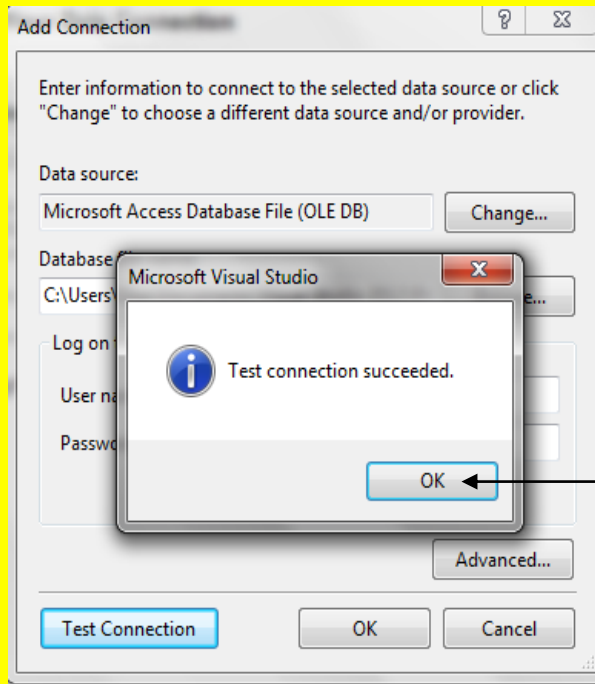 Add Connection
Enter information to connect to the selected data source or click
"Change" to choose a different data source and/or provider.
Data source:
Microsoft Access Database File (OLE DB)
Change...
Database
Microsoft Visual Studio
C:\Users\
Log on
Test connection succeeded.
User
OK
Advanced...
Test Connection
OK
Cancel